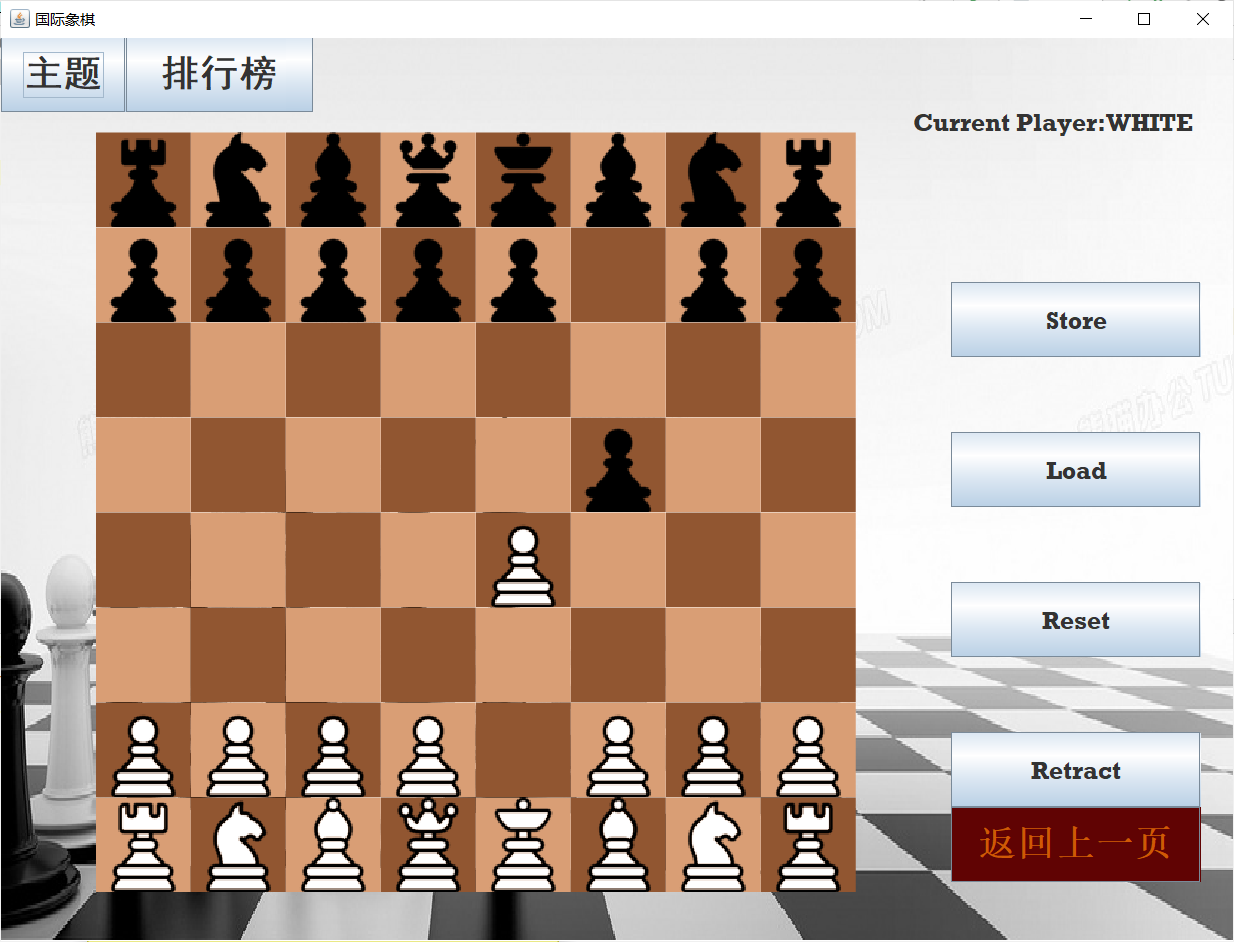 国际象棋
主题 排行榜
Current Player:WHITE
Store
Load
Reset
Retract
返回上一页